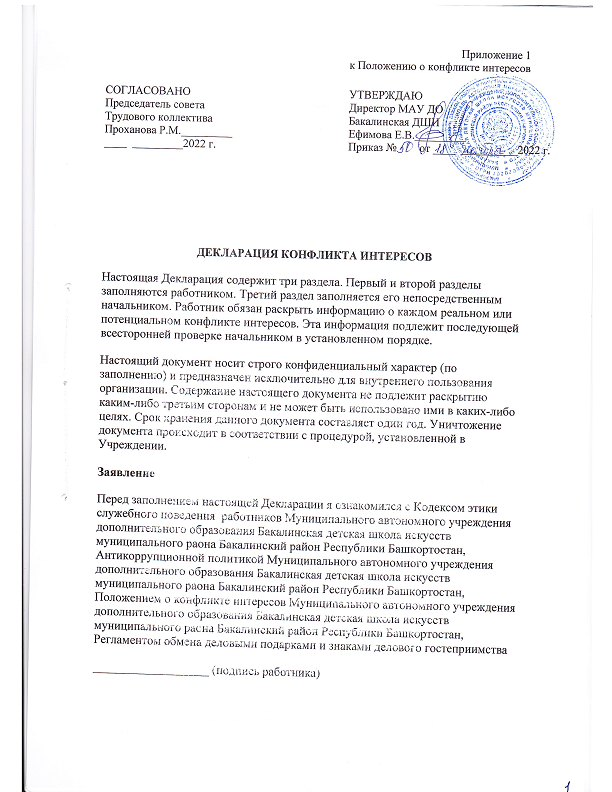 Приложение 1
к Положению о конфликте интересов
СОГЛАСОВАНО
Председатель совета
Трудового коллектива
Проханова Р.М._________
____ _________2022 г.
УТВЕРЖДАЮ
Директор МАУ ДО
Бакалинская ДШИ
Ефимова Е.В.
Приказ № от 18 2022 г.
ДЕКЛАРАЦИЯ КОНФЛИКТА ИНТЕРЕСОВ
Настоящая Декларация содержит три раздела. Первый и второй разделы
заполняются работником. Третий раздел заполняется его непосредственным
начальником. Работник обязан раскрыть информацию о каждом реальном или
потенциальном конфликте интересов. Эта информация подлежит последующей
всесторонней проверке начальником в установленном порядке.
Настоящий документ носит строго конфиденциальный характер (по
заполнению) и предназначен исключительно для внутреннего пользования
организации. Содержание настоящего документа не подлежит раскрытию
каким-либо третьим сторонам и не может быть использовано ими в каких-либо
целях. Срок хранения данного документа составляет один год. Уничтожение
документа происходит в соответствии с процедурой, установленной в
Учреждении.
Заявление
Перед заполнением настоящей Декларации я ознакомился с Кодексом этики
служебного поведения работников Муниципального автономного учреждения
дополнительного образования Бакалинская детская школа искусств
муниципального раона Бакалинский район Республики Башкортостан,
Антикоррупционной политикой Муниципального автономного учреждения
дополнительного образования Бакалинская детская школа искусств
муниципального раона Бакалинский район Республики Башкортостан,
Положением о конфликте интересов Муниципального автономного учреждения
дополнительного образования Бакалинская детская школа искусств
муниципального раона Бакалинский район Республики Башкортостан,
Регламентом обмена деловыми подарками и знаками делового гостеприимства
_____________________ (подпись работника)
1